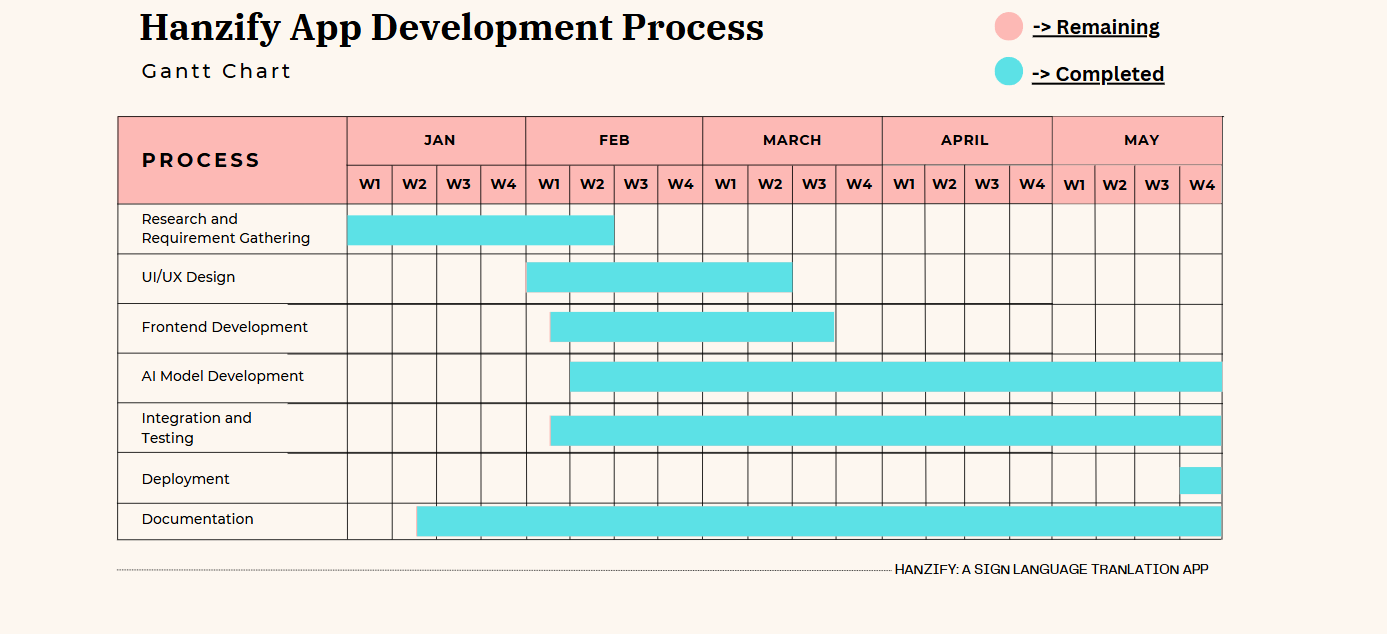 Hanzify App Development Process
-> Remaining
Gantt Chart
-> Completed
PROCESS
JAN FEB MARCH APRIL MAY
W1 W2 W3 W4 W1 W2 W3 W4 W1 W2 W3 W4 W1 W2 W3 W4 W1 W2 W3 W4
Research and
Requirement Gathering
UI/UX Design
Frontend Development
AI Model Development
Integration and
Testing
Deployment
Documentation
HANZIFY: A SIGN LANGUAGE TRANLATION APP